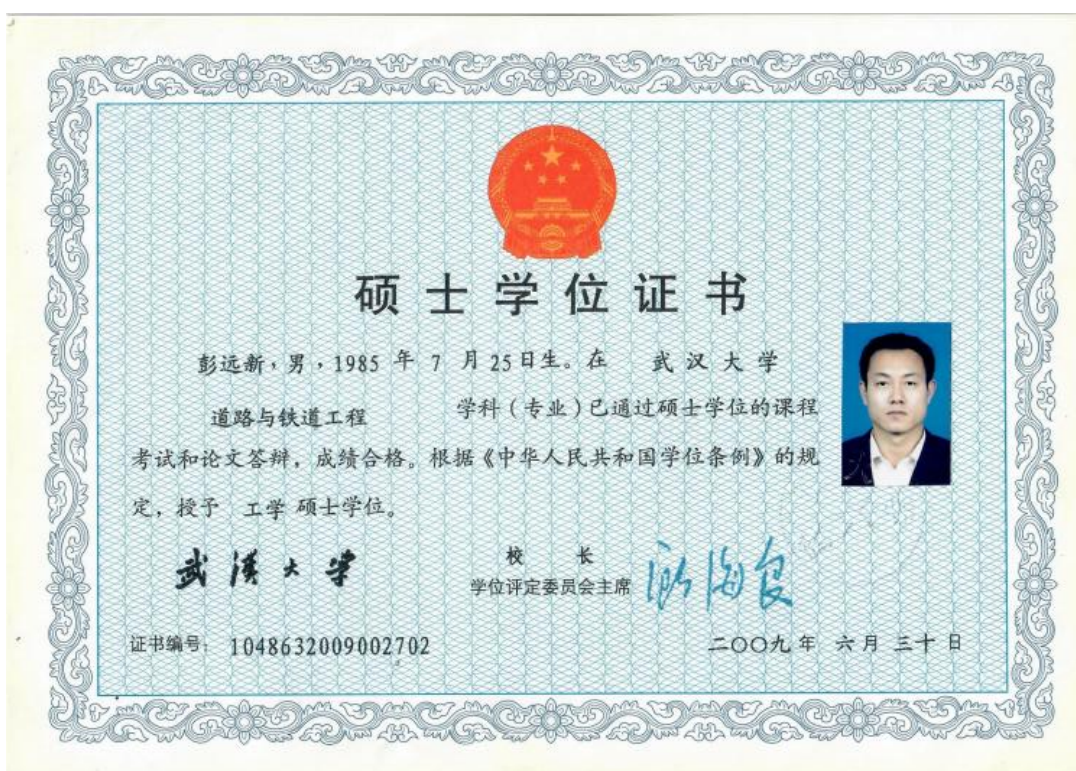 硕士学位证书
彭远新，男，1985 年 7 月 25日生。在 武汉大学
道路与铁道工程 学科（专业）已通过硕士学位的课程
考试和论文答辩，成绩合格。根据《中华人民共和国学位条例》的规
定，授予 工学 硕士学位。
武汉大学
校 长
学位评定委员会主席
顾海良
证书编号：1048632009002702
二〇〇九年 六月 三十 日